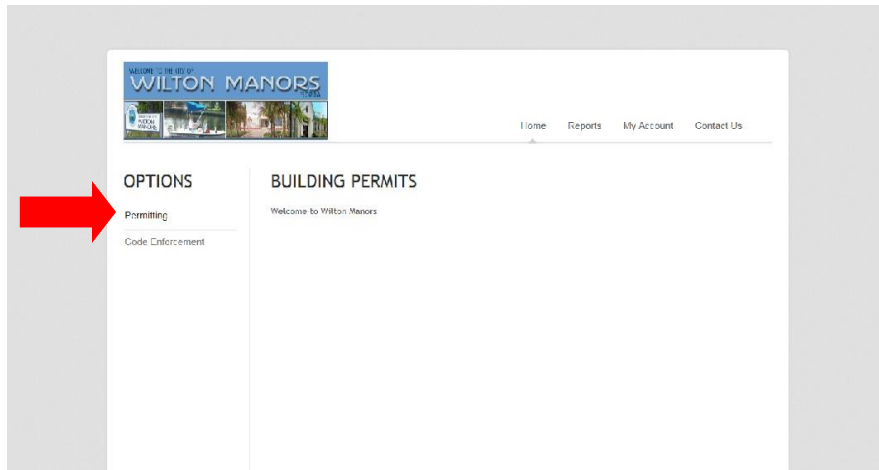 WELCOME TO THE CITY OF
WILTON MANORS
Home Reports My Account Contact Us
OPTIONS
Permitting
Code Enforcement
BUILDING PERMITS
Welcome to Wilton Manors